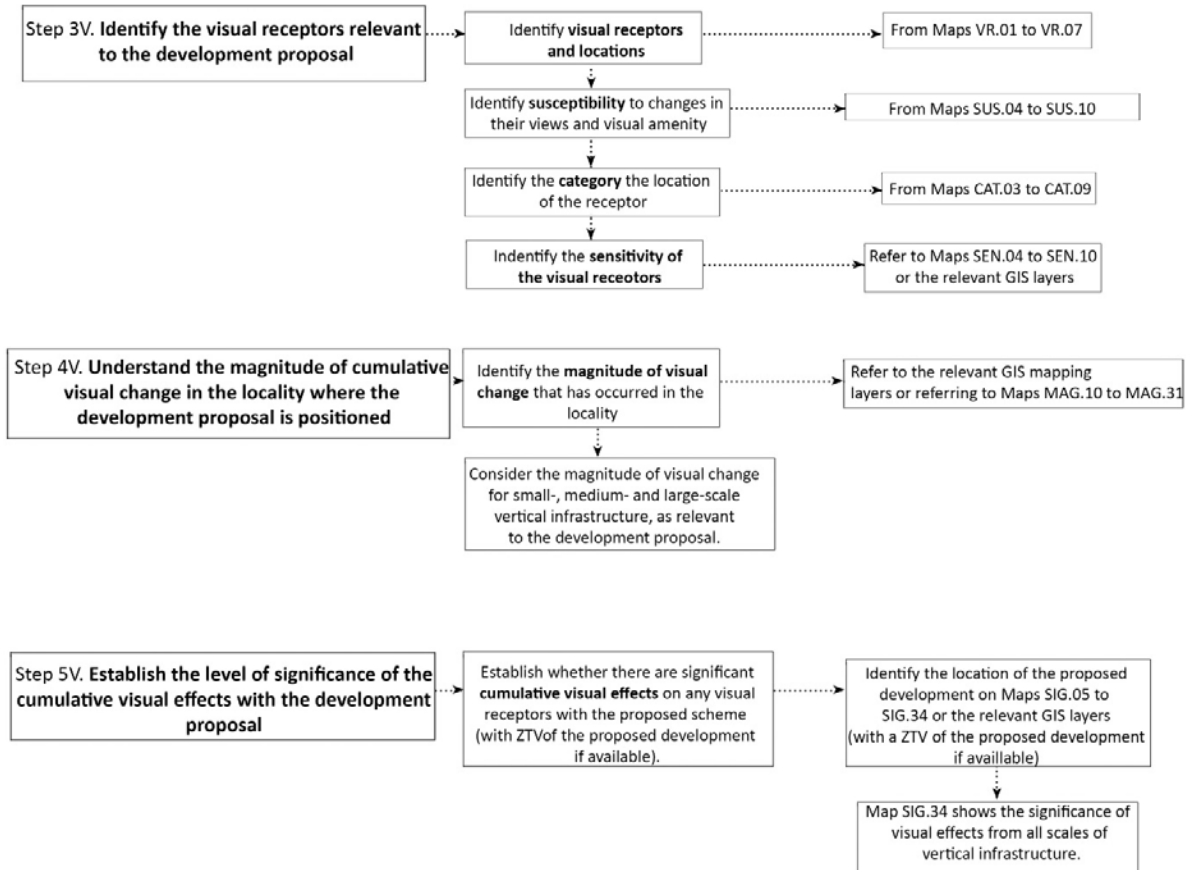 Step 3V. Identify the visual receptors relevant
to the development proposal
Identify visual receptors
and locations
From Maps VR.01 to VR.07
Identify susceptibility to changes in
their views and visual amenity
From Maps SUS.04 to SUS.10
Identify the category the location
of the receptor
From Maps CAT.03 to CAT.09
Indentify the sensitivity of
the visual receotors
Refer to Maps SEN.04 to SEN.10
or the relevant GIS layers
Step 4V. Understand the magnitude of cumulative
visual change in the locality where the
development proposal is positioned
Identify the magnitude of visual
change that has occurred in the
locality
Refer to the relevant GIS mapping
layers or referring to Maps MAG.10 to MAG.31
Consider the magnitude of visual change
for small-, medium- and large-scale
vertical infrastructure, as relevant
to the development proposal.
Step 5V. Establish the level of significance of the
cumulative visual effects with the development
proposal
Establish whether there are significant
cumulative visual effects on any visual
receptors with the proposed scheme
(with ZTVof the proposed development
if available).
Identify the location of the proposed
development on Maps SIG.05 to
SIG.34 or the relevant GIS layers
(with a ZTV of the proposed development
if availlable)
Map SIG.34 shows the significance of
visual effects from all scales of
vertical infrastructure.